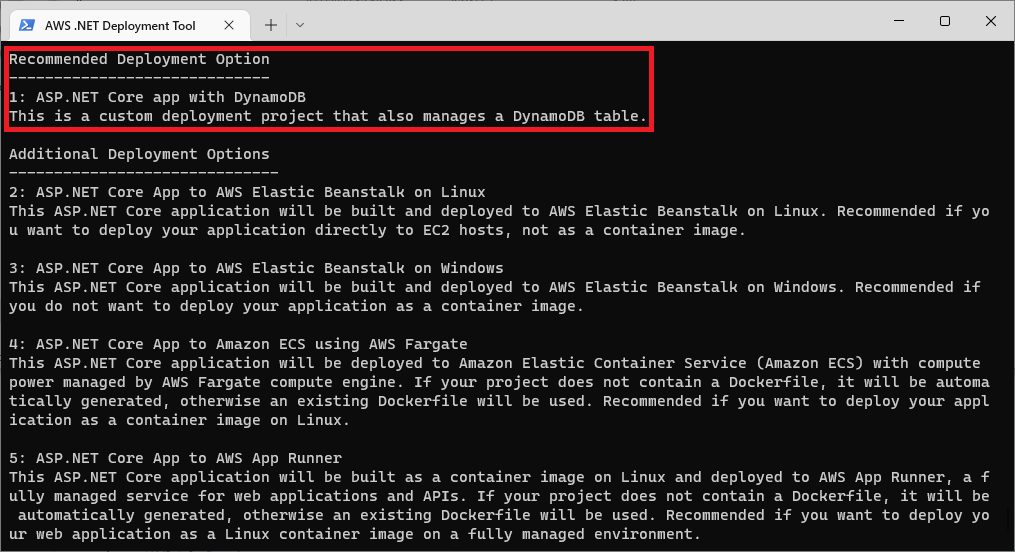 AWS .NET Deployment Tool
Recommended Deployment Option
-----------------------------
1: ASP.NET Core app with DynamoDB
This is a custom deployment project that also manages a DynamoDB table.
Additional Deployment Options
------------------------------
2: ASP.NET Core App to AWS Elastic Beanstalk on Linux
This ASP.NET Core application will be built and deployed to AWS Elastic Beanstalk on Linux. Recommended if yo
u want to deploy your application directly to EC2 hosts, not as a container image.
3: ASP.NET Core App to AWS Elastic Beanstalk on Windows
This ASP.NET Core application will be built and deployed to AWS Elastic Beanstalk on Windows. Recommended if
you do not want to deploy your application as a container image.
4: ASP.NET Core App to Amazon ECS using AWS Fargate
This ASP.NET Core application will be deployed to Amazon Elastic Container Service (Amazon ECS) with compute
power managed by AWS Fargate compute engine. If your project does not contain a Dockerfile, it will be automa
tically generated, otherwise an existing Dockerfile will be used. Recommended if you want to deploy your appl
ication as a container image on Linux.
5: ASP.NET Core App to AWS App Runner
This ASP.NET Core application will be built as a container image on Linux and deployed to AWS App Runner, a f
ully managed service for web applications and APIs. If your project does not contain a Dockerfile, it will be
 automatically generated, otherwise an existing Dockerfile will be used. Recommended if you want to deploy yo
ur web application as a Linux container image on a fully managed environment.